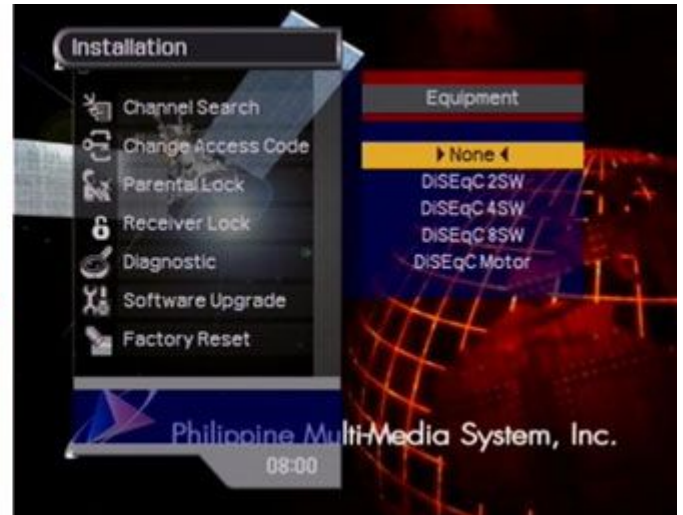 Installation
Channel Search
Change Access Code
Parental Lock
Receiver Lock
Diagnostic
Software Upgrade
Factory Reset
Equipment
None
DiSEqC 2SW
DiSEqC 4SW
DiSEqC 8SW
DiSEqC Motor
Philippine Multi-Media System, Inc.
08:00